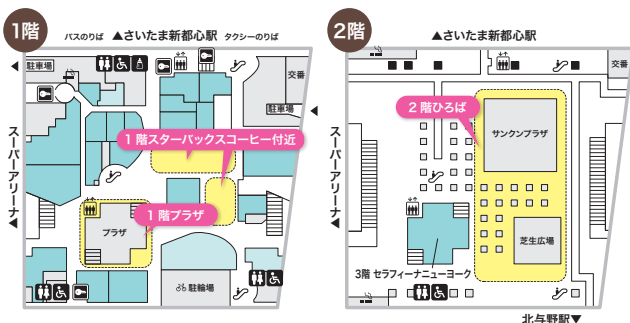 1階
バスのりば ▲さいたま新都心駅 タクシーのりば
駐車場
交番
駐車場
スーパーアリーナ
1階スターバックスコーヒー付近
1階プラザ
プラザ
駐輪場
2階
▲さいたま新都心駅
交番
2階ひろば
サンクンプラザ
スーパーアリーナ
芝生広場
3階 セラフィーナニューヨーク
北与野駅▼